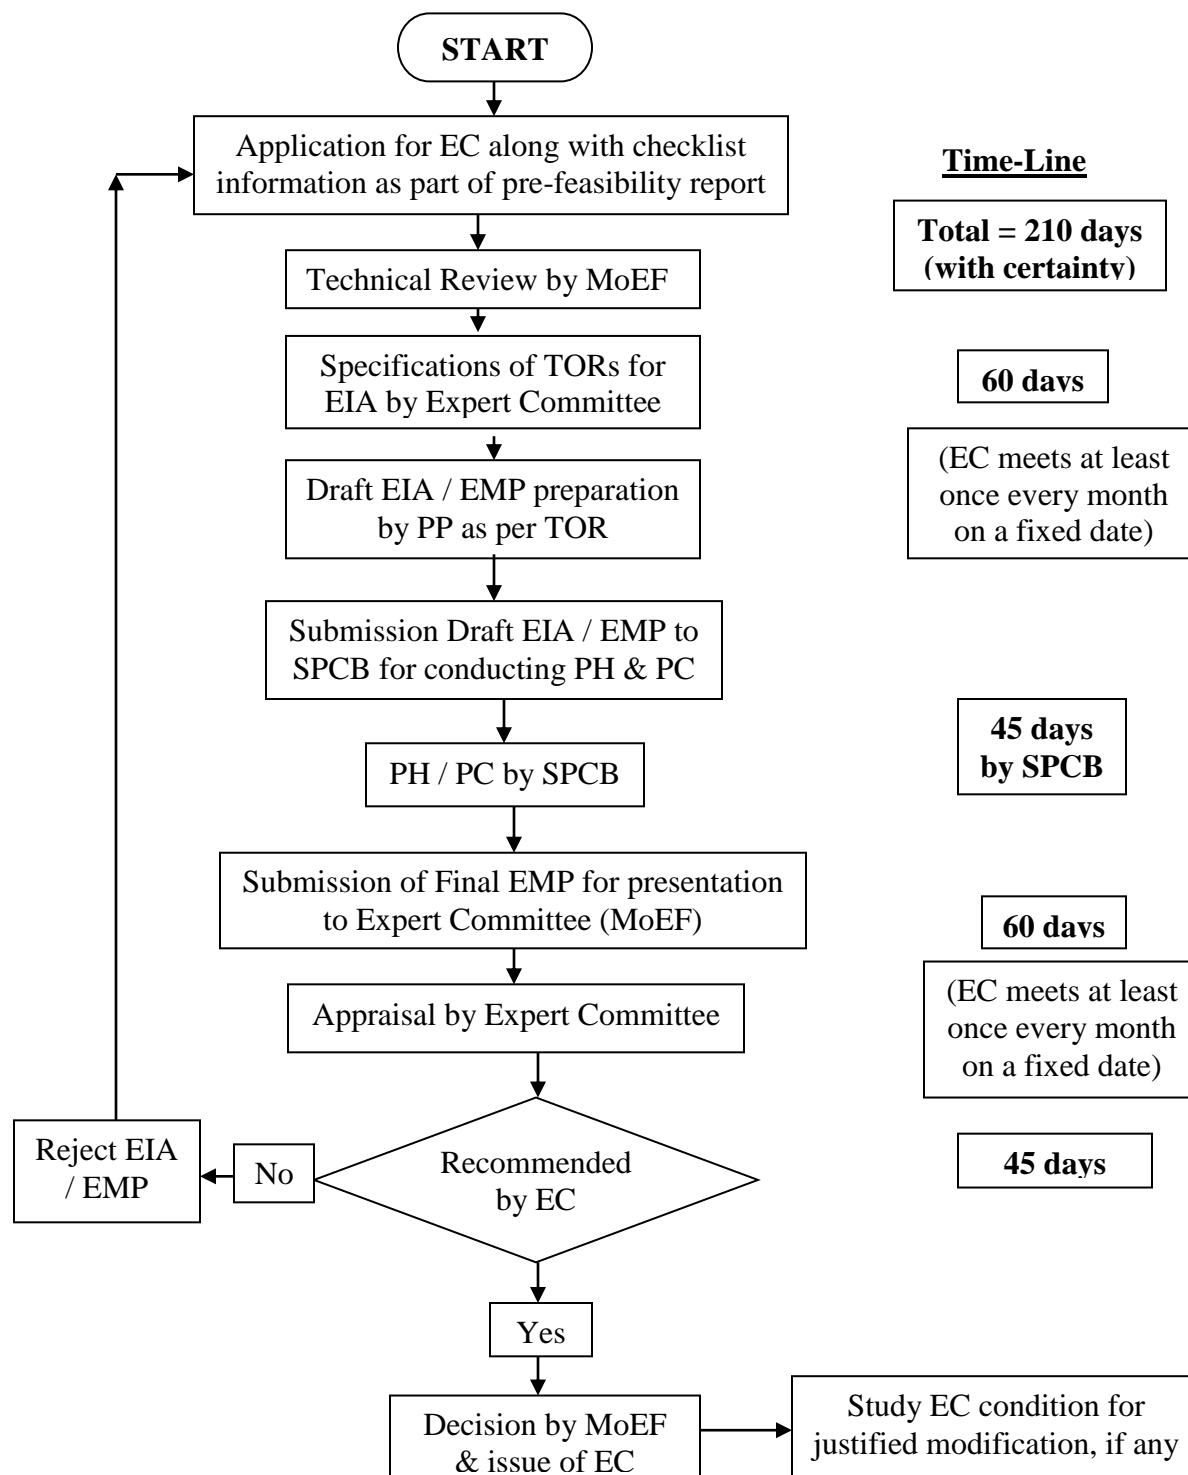 START
Application for EC along with checklist
information as part of pre-feasibility report
Time-Line
Total = 210 days
(with certainty)
Technical Review by MoEF
Specifications of TORs for
EIA by Expert Committee
60 days
Draft EIA / EMP preparation
by PP as per TOR
(EC meets at least
once every month
on a fixed date)
Submission Draft EIA / EMP to
SPCB for conducting PH & PC
PH / PC by SPCB
45 days
by SPCB
Submission of Final EMP for presentation
to Expert Committee (MoEF)
60 days
Appraisal by Expert Committee
(EC meets at least
once every month
on a fixed date)
Reject EIA
/ EMP
No
Recommended
by EC
45 days
Yes
Decision by MoEF
& issue of EC
Study EC condition for
justified modification, if any